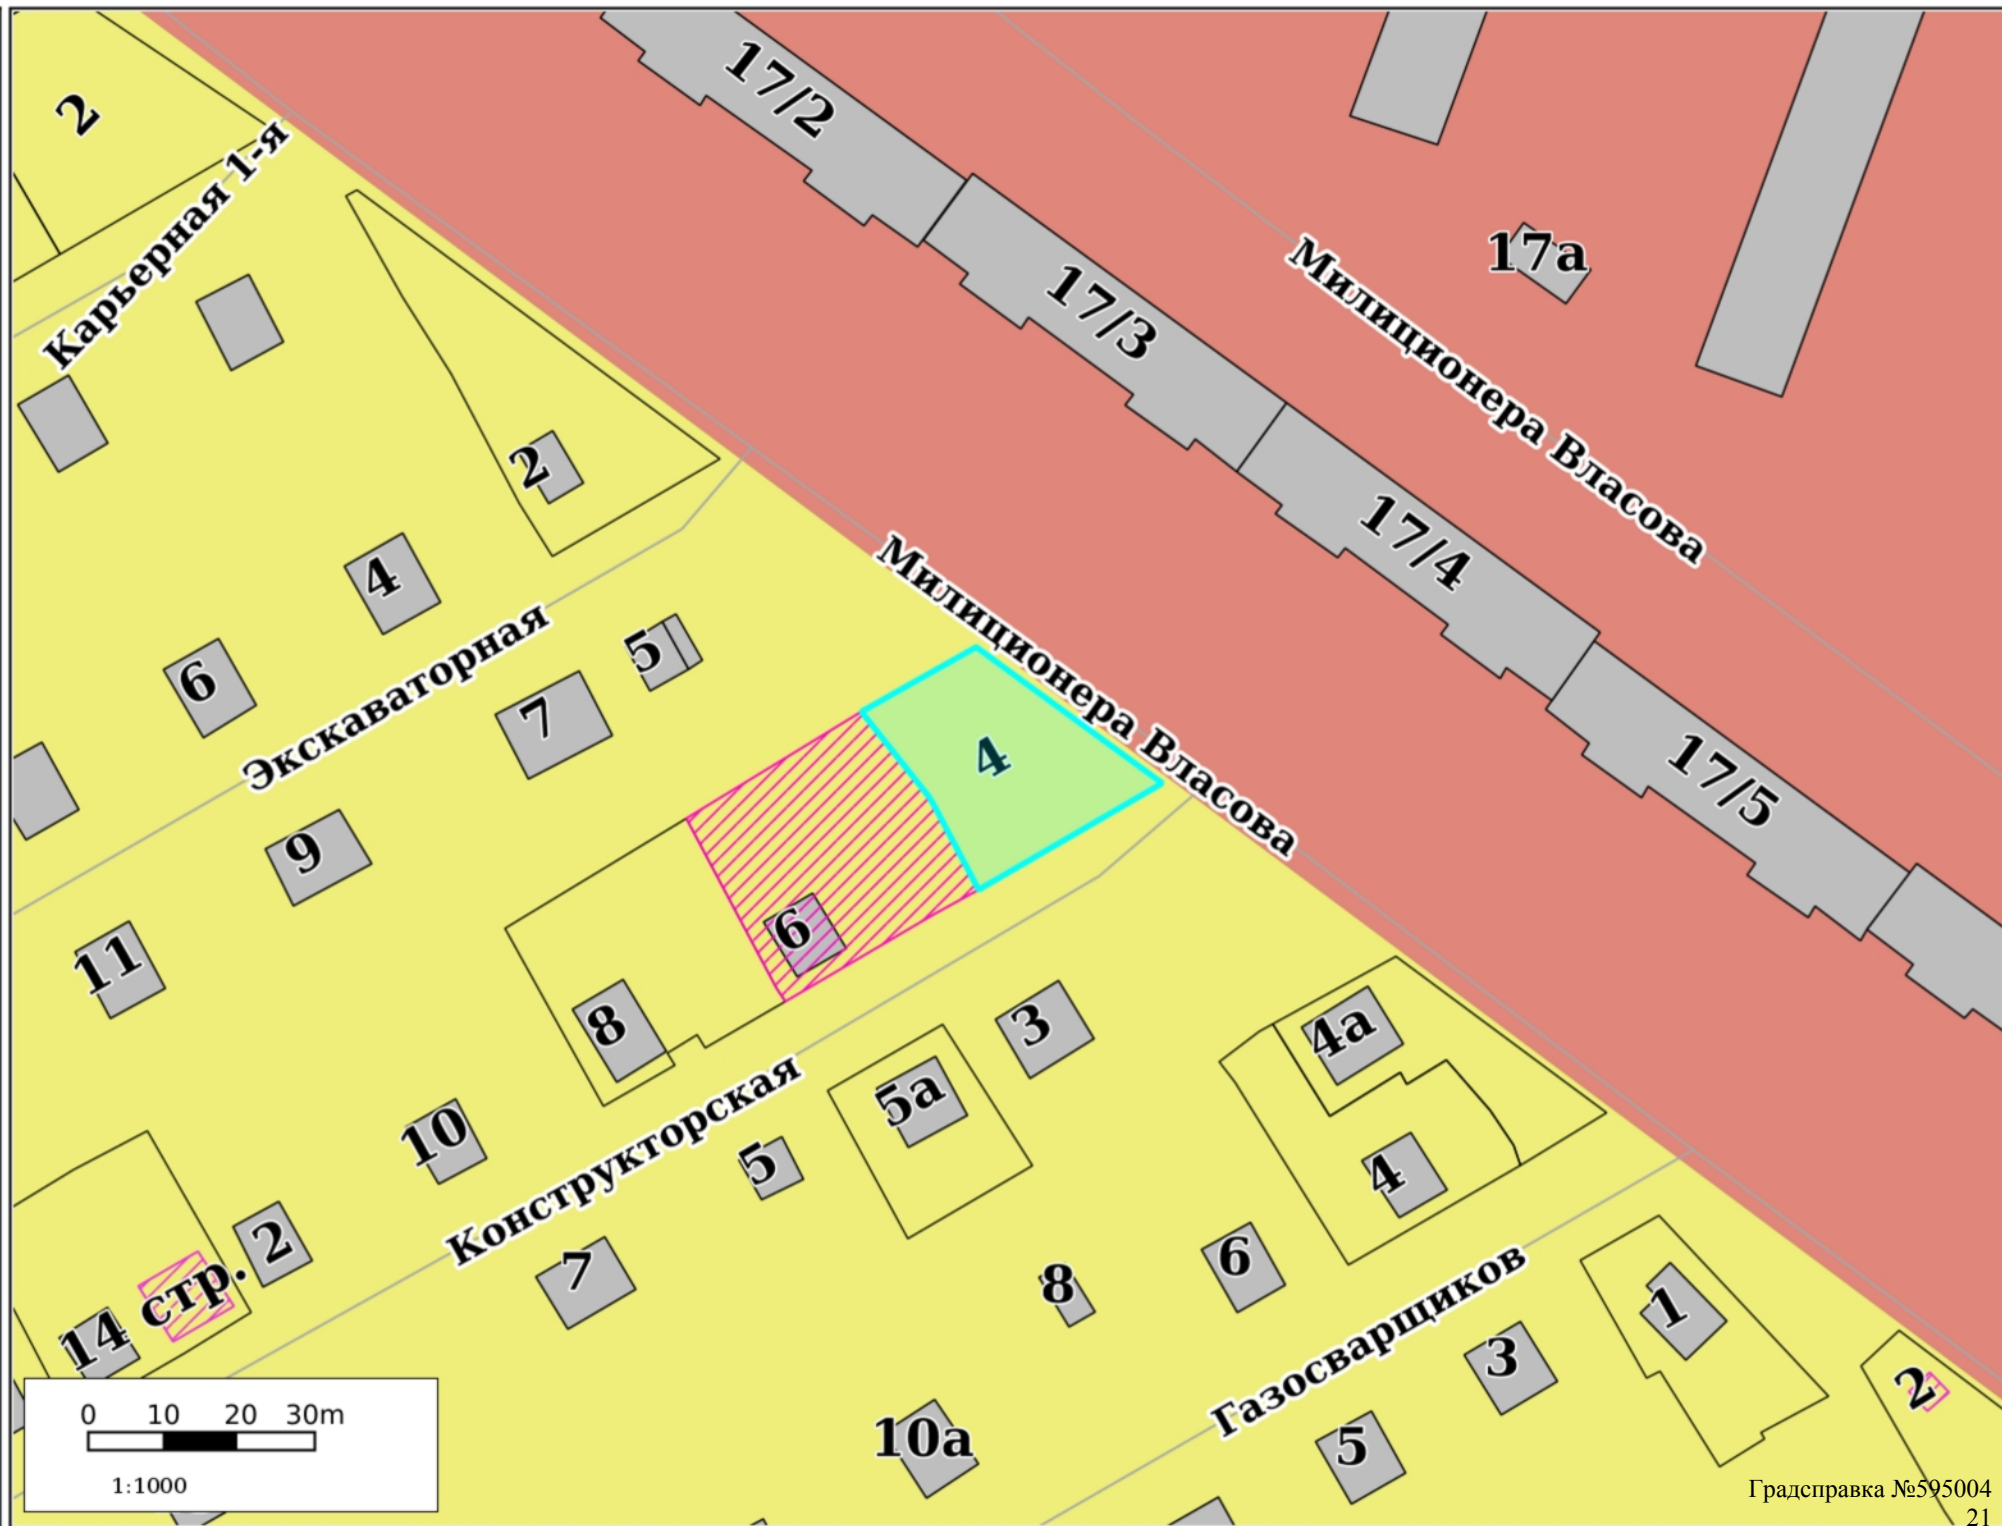 17/2
2
Карьерная 1-я
17а
Милиционера Власова
17/3
2
17/4
4
Милиционера Власова
Экскаваторная
5
6
7
4
17/5
9
6
11
8
3
4а
5а
10
5
4
Конструкторская
2
14 стр.
7
8
6
Газосварщиков
1
3
2
10а
5
0 10 20 30m
1:1000
Градсправка №595004
21